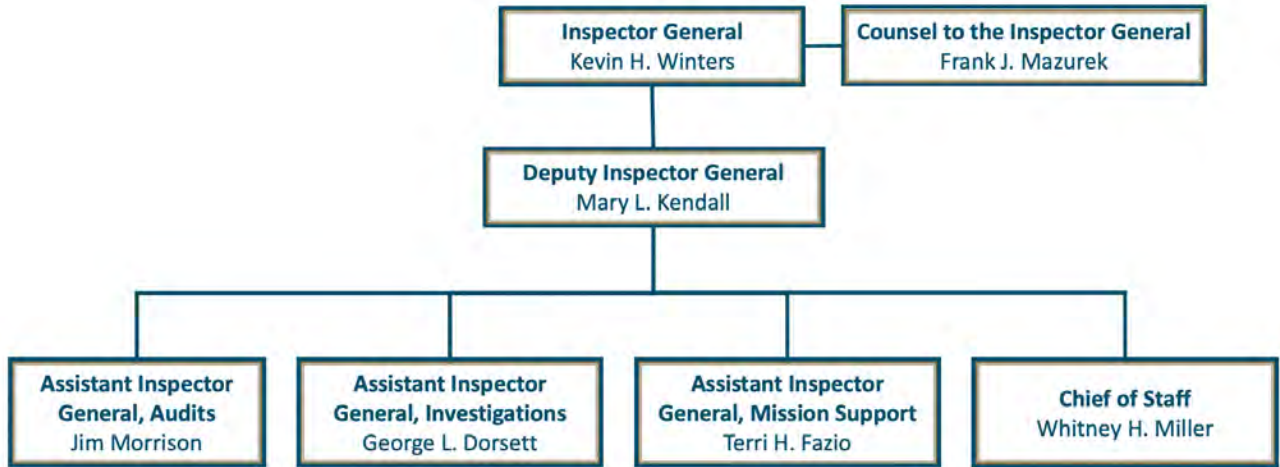 Inspector General
Kevin H. Winters
Counsel to the Inspector General
Frank J. Mazurek
Deputy Inspector General
Mary L. Kendall
Assistant Inspector
General, Audits
Jim Morrison
Assistant Inspector
General, Investigations
George L. Dorsett
Assistant Inspector
General, Mission Support
Terri H. Fazio
Chief of Staff
Whitney H. Miller